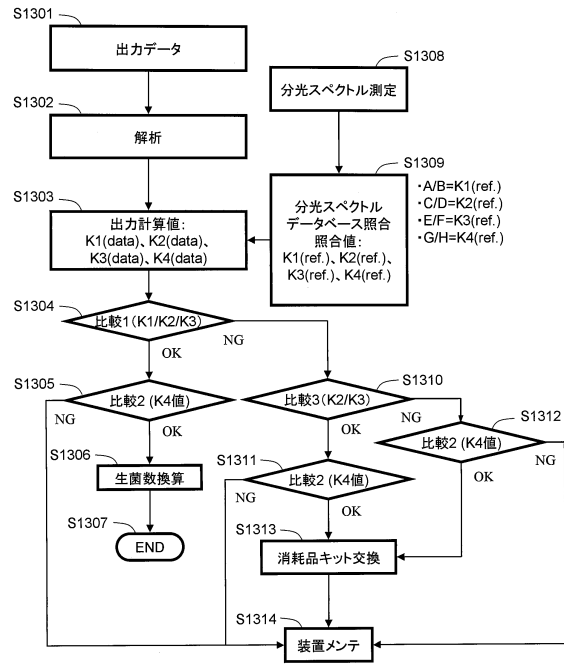 S1301
出力データ
S1302
解析
S1303
出力計算値:
K1(data)、K2(data)、
K3(data)、K4(data)
S1308
分光スペクトル測定
S1309
分光スペクトル
データベース照合
照合値:
K1(ref.)、K2(ref.)、
K3(ref.)、K4(ref.)
・A/B=K1(ref.)
・C/D=K2(ref.)
・E/F=K3(ref.)
・G/H=K4(ref.)
S1304
比較1(K1/K2/K3)
OK
NG
S1305
比較2 (K4値)
NG
OK
S1306
生菌数換算
S1307
END
S1310
比較3(K2/K3)
NG
OK
S1311
比較2 (K4値)
NG
OK
S1312
比較2 (K4値)
NG
OK
S1313
消耗品キット交換
S1314
装置メンテ